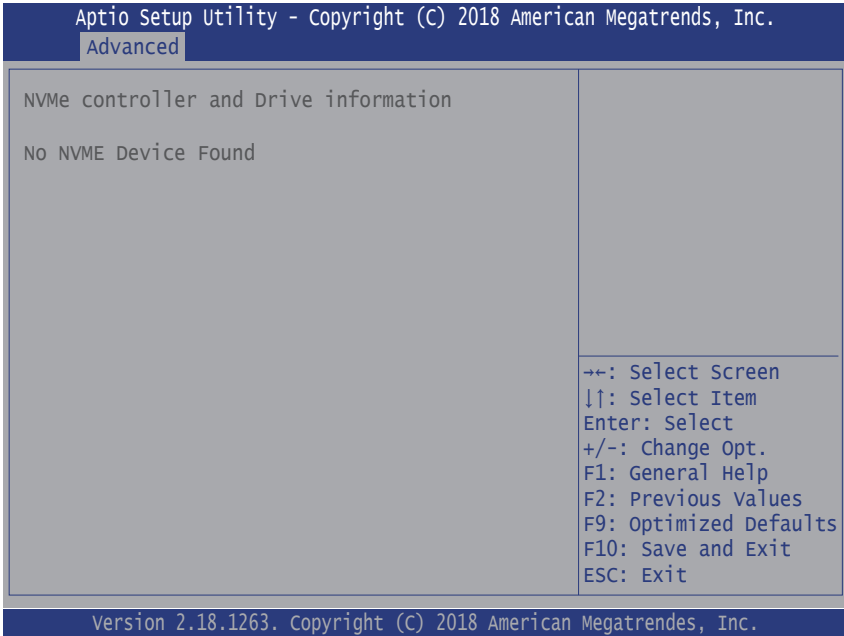 Aptio Setup Utility - Copyright (C) 2018 American Megatrends, Inc.
Advanced
NVMe controller and Drive information
No NVME Device Found
→←: Select Screen
↓↑: Select Item
Enter: Select
+/-: Change Opt.
F1: General Help
F2: Previous Values
F9: Optimized Defaults
F10: Save and Exit
ESC: Exit
Version 2.18.1263. Copyright (C) 2018 American Megatrendes, Inc.